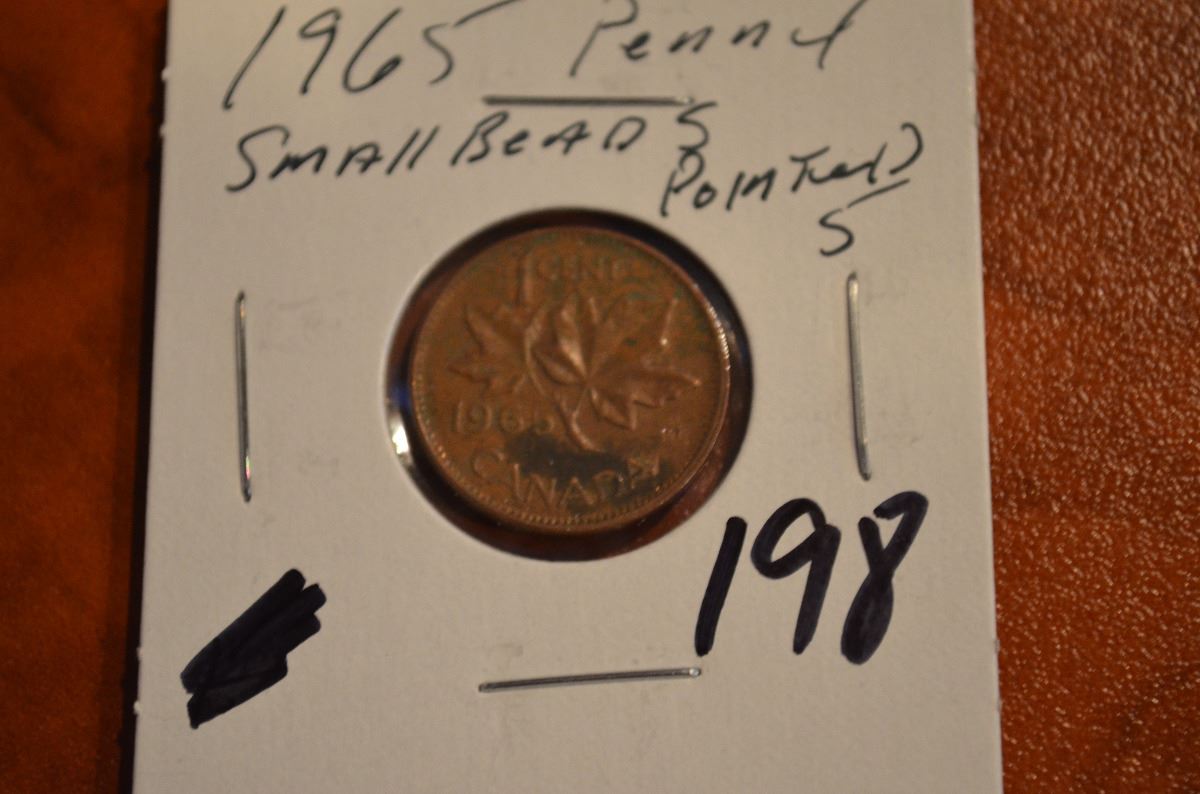 1965 Penny
Small Beads
Pointed
5
1 CENT
1965
CANADA
198